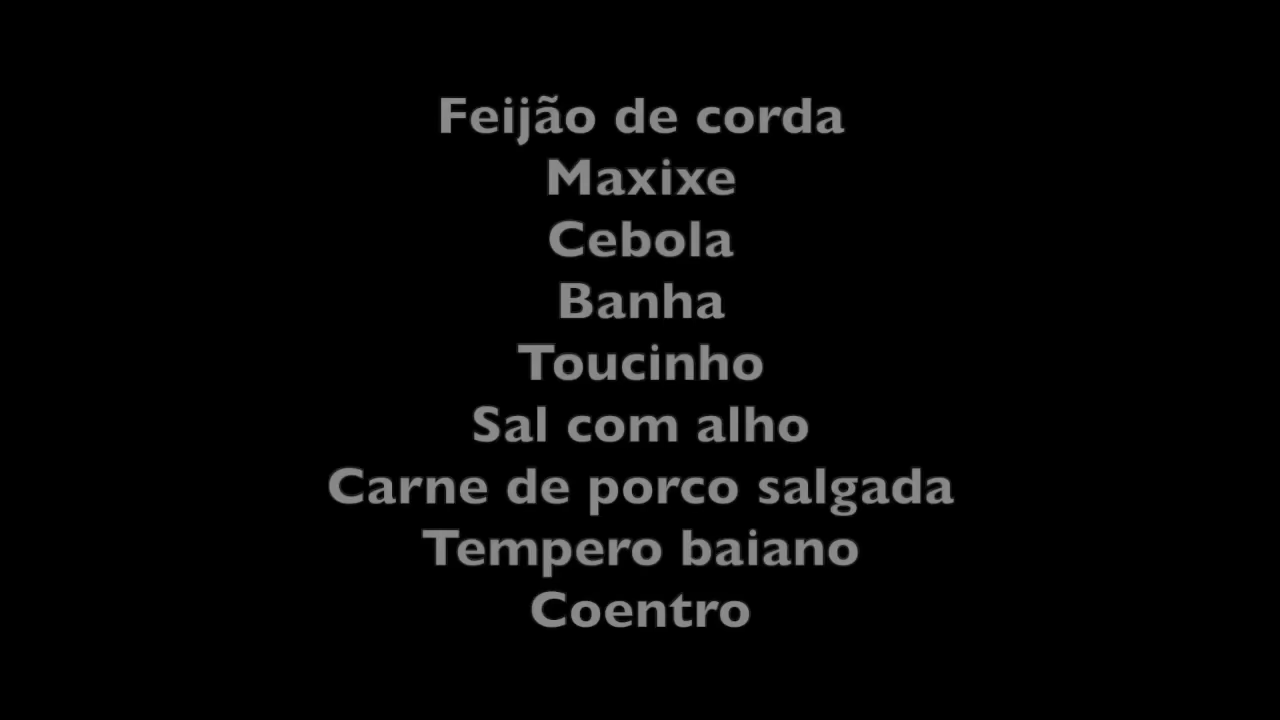 Feijão de corda
Maxixe
Cebola
Banha
Toucinho
Sal com alho
Carne de porco salgada
Tempero baiano
Coentro